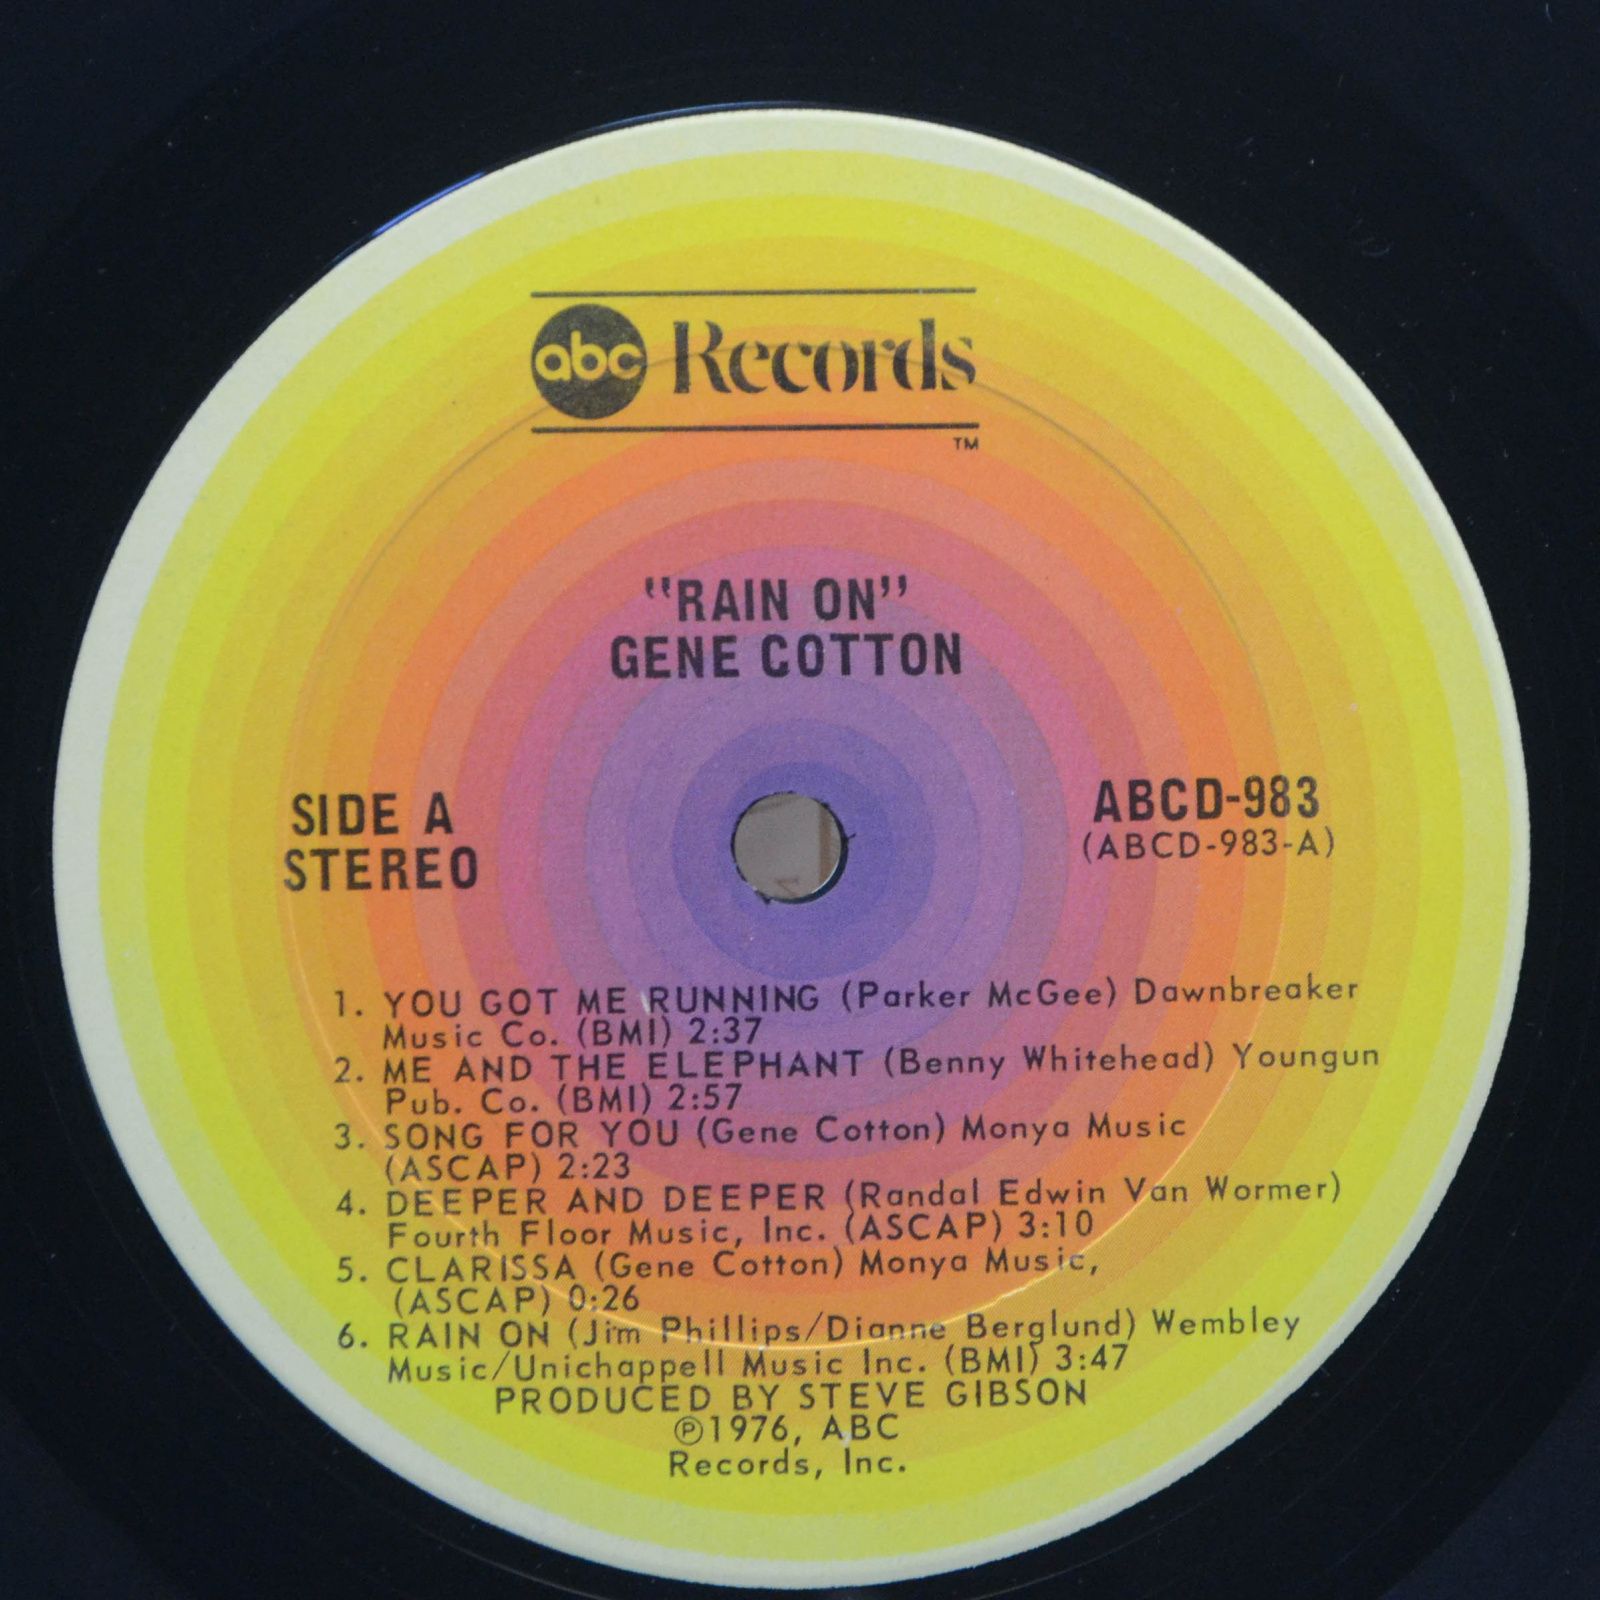 abc Records
TM
"RAIN ON"
GENE COTTON
SIDE A
STEREO
ABCD-983
(ABCD-983-A)
1. YOU GOT ME RUNNING (Parker McGee) Dawnbreaker
Music Co. (BMI) 2:37
2. ME AND THE ELEPHANT (Benny Whitehead) Youngun
Pub. Co. (BMI) 2:57
3. SONG FOR YOU (Gene Cotton) Monya Music
(ASCAP) 2:23
4. DEEPER AND DEEPER (Randal Edwin Van Wormer)
Fourth Floor Music, Inc. (ASCAP) 3:10
5. CLARISSA (Gene Cotton) Monya Music,
(ASCAP) 0:26
6. RAIN ON (Jim Phillips/Dianne Berglund) Wembley
Music/Unichappell Music Inc. (BMI) 3:47
PRODUCED BY STEVE GIBSON
℗1976, ABC
Records, Inc.